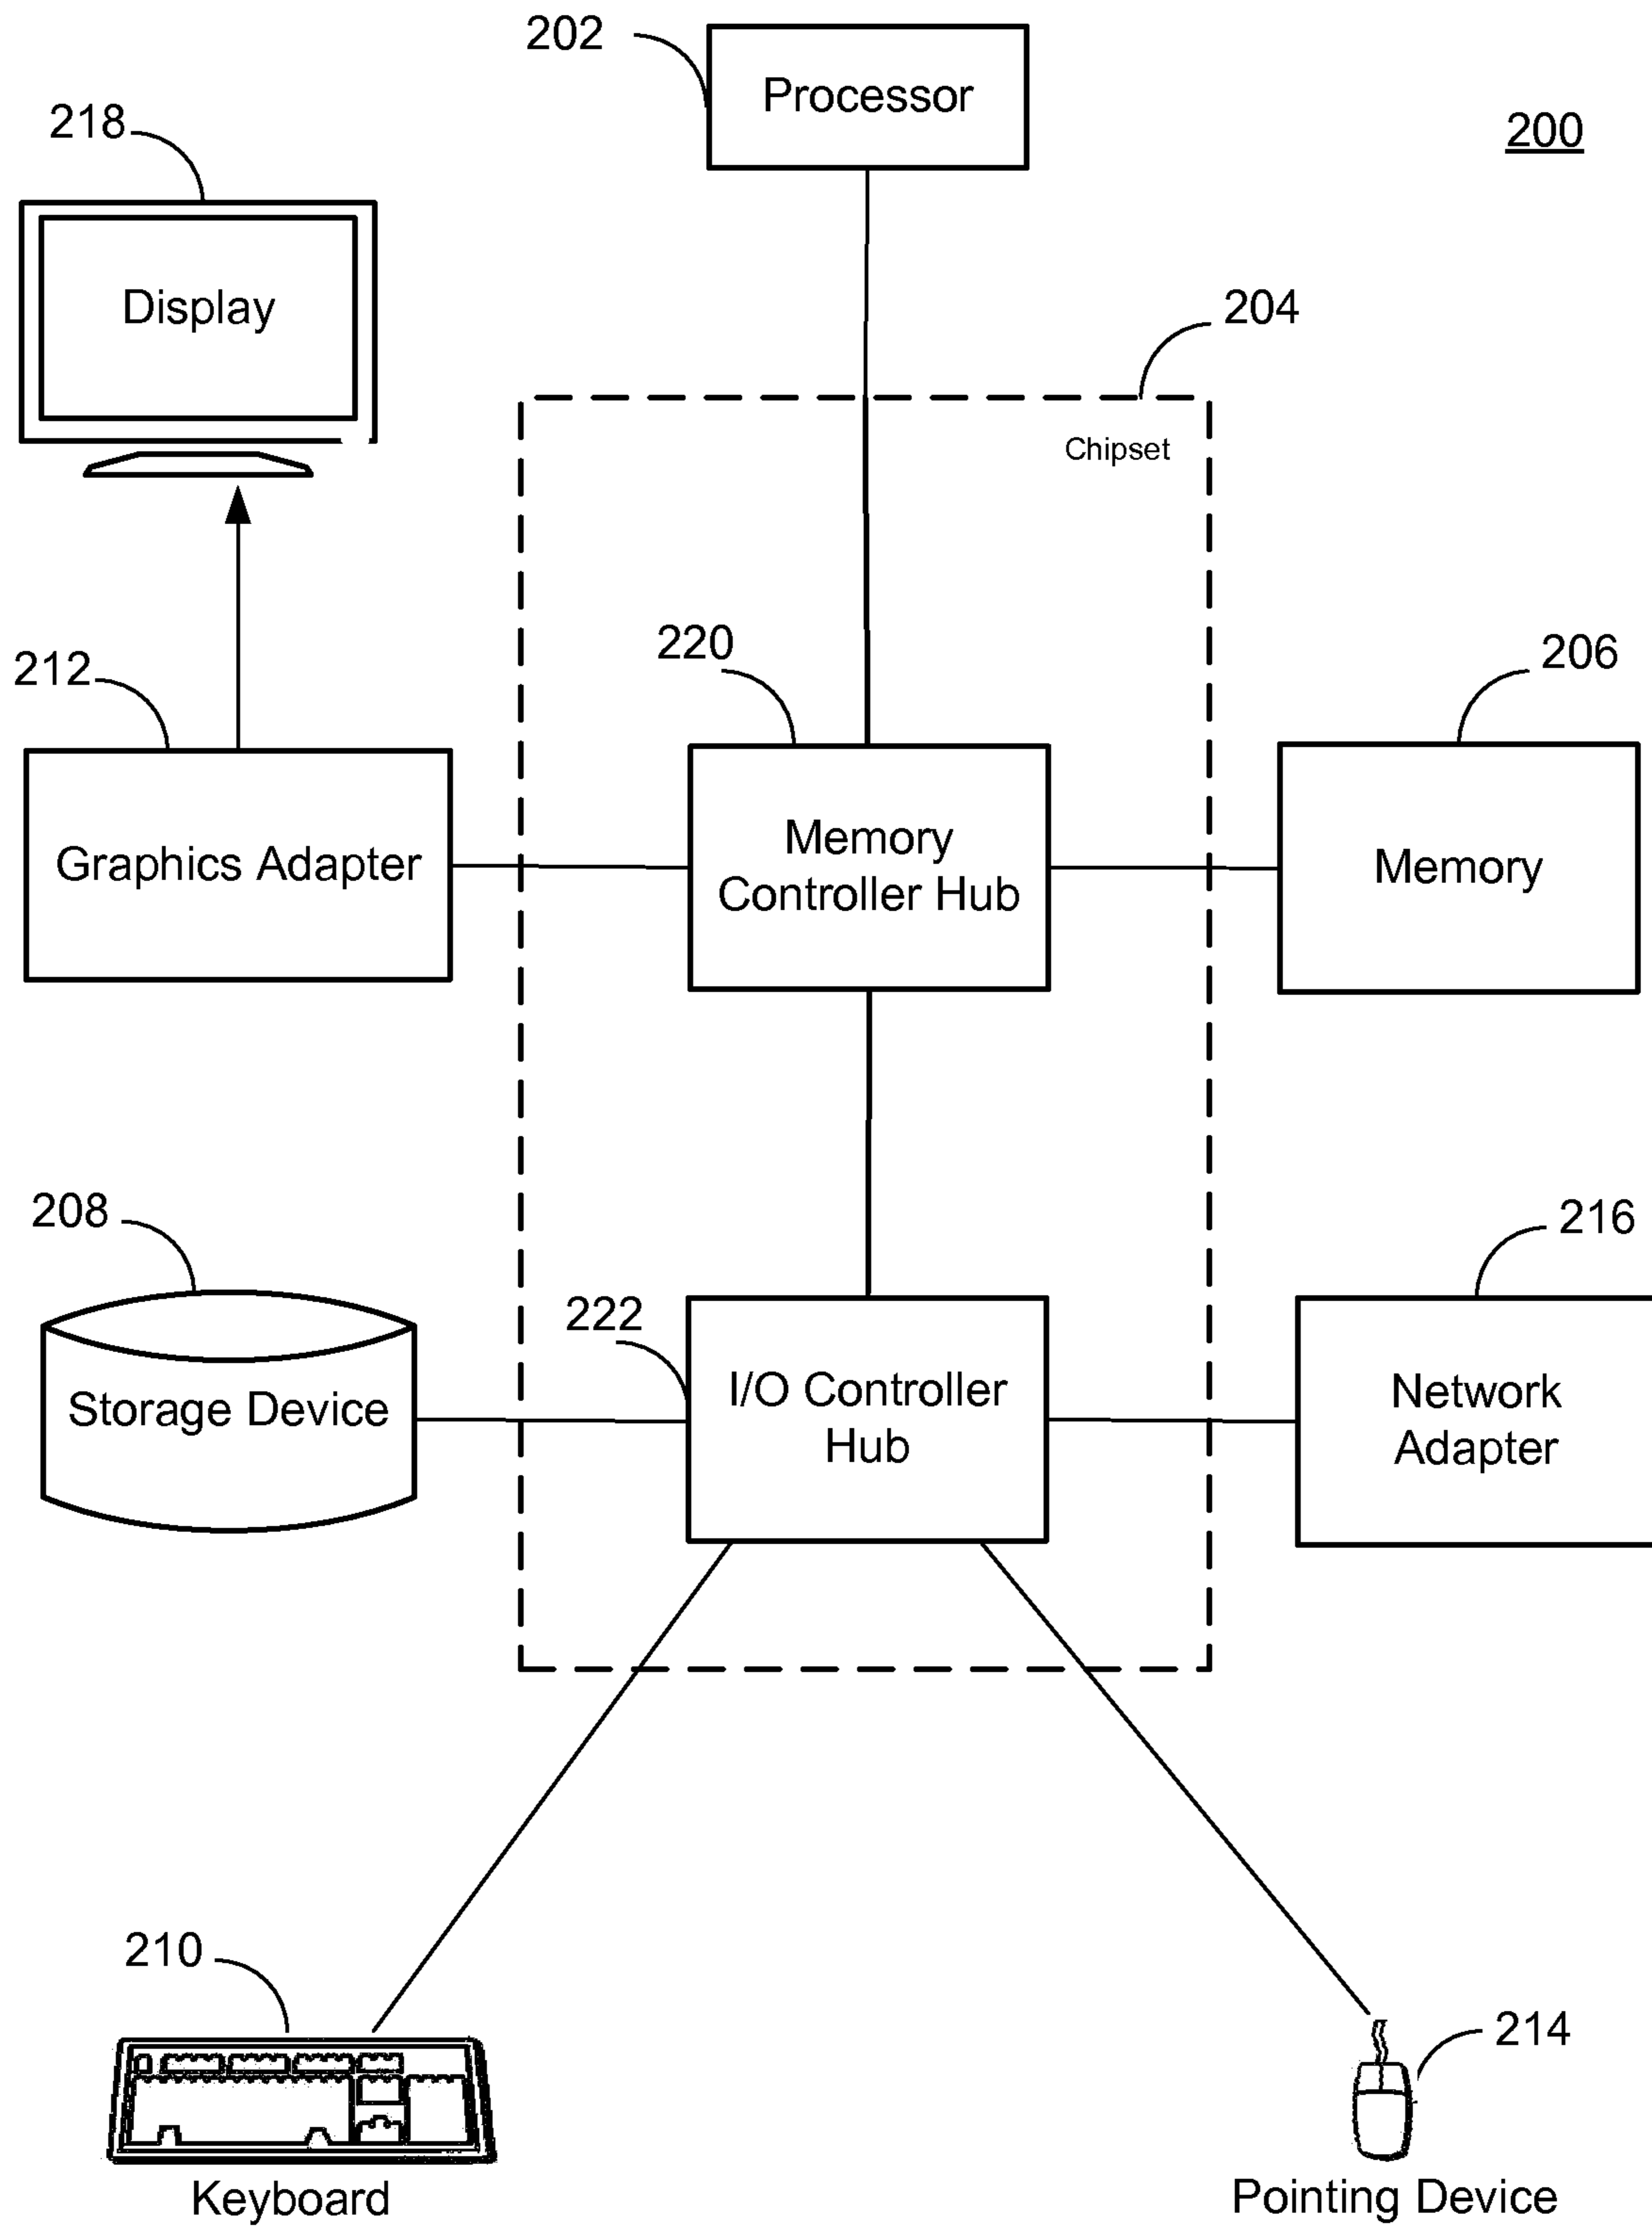 202
Processor
200
218
Display
204
Chipset
212
220
206
Graphics Adapter
Memory
Controller Hub
Memory
208
222
216
Storage Device
I/O Controller
Hub
Network
Adapter
210
214
Keyboard
Pointing Device